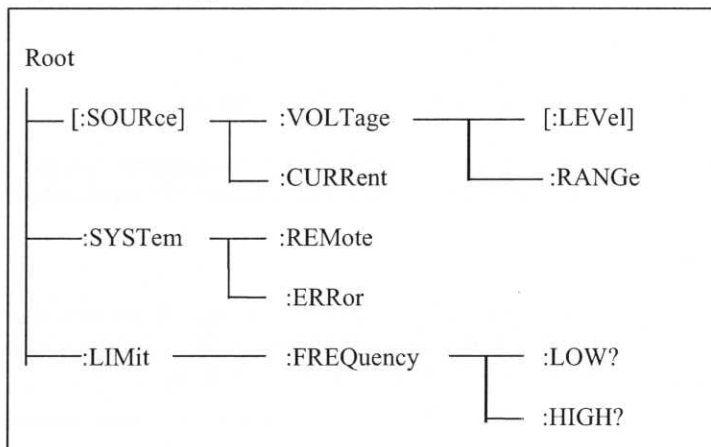 Root
[:SOURce] :VOLTage [:LEVel]
:CURRent :RANGe
:SYSTem :REMote
:ERRor
:LIMit :FREQuency :LOW?
:HIGH?